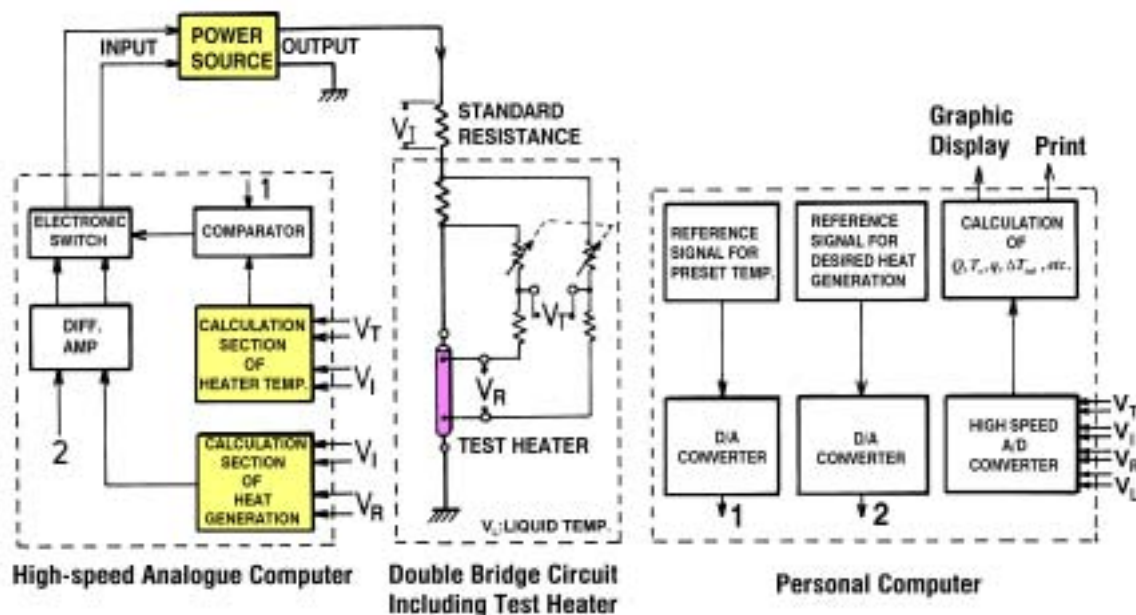 POWER
SOURCE
INPUT
OUTPUT
V_I
STANDARD
RESISTANCE
1
ELECTRONIC
SWITCH
COMPARATOR
DIFF.
AMP
CALCULATION
SECTION
OF
HEATER TEMP.
V_T
V_I
2
CALCULATION
SECTION
OF
HEAT
GENERATION
V_I
V_R
High-speed Analogue Computer
V_T
V_R
TEST HEATER
V_L:LIQUID TEMP.
Double Bridge Circuit
Including Test Heater
Graphic
Display
Print
REFERENCE
SIGNAL FOR
PRESET TEMP.
REFERENCE
SIGNAL FOR
DESIRED HEAT
GENERATION
CALCULATION
OF
Q, T_s, q, ΔT_sat, etc.
D/A
CONVERTER
D/A
CONVERTER
HIGH SPEED
A/D
CONVERTER
V_T
V_I
V_R
V_L
1
2
Personal Computer